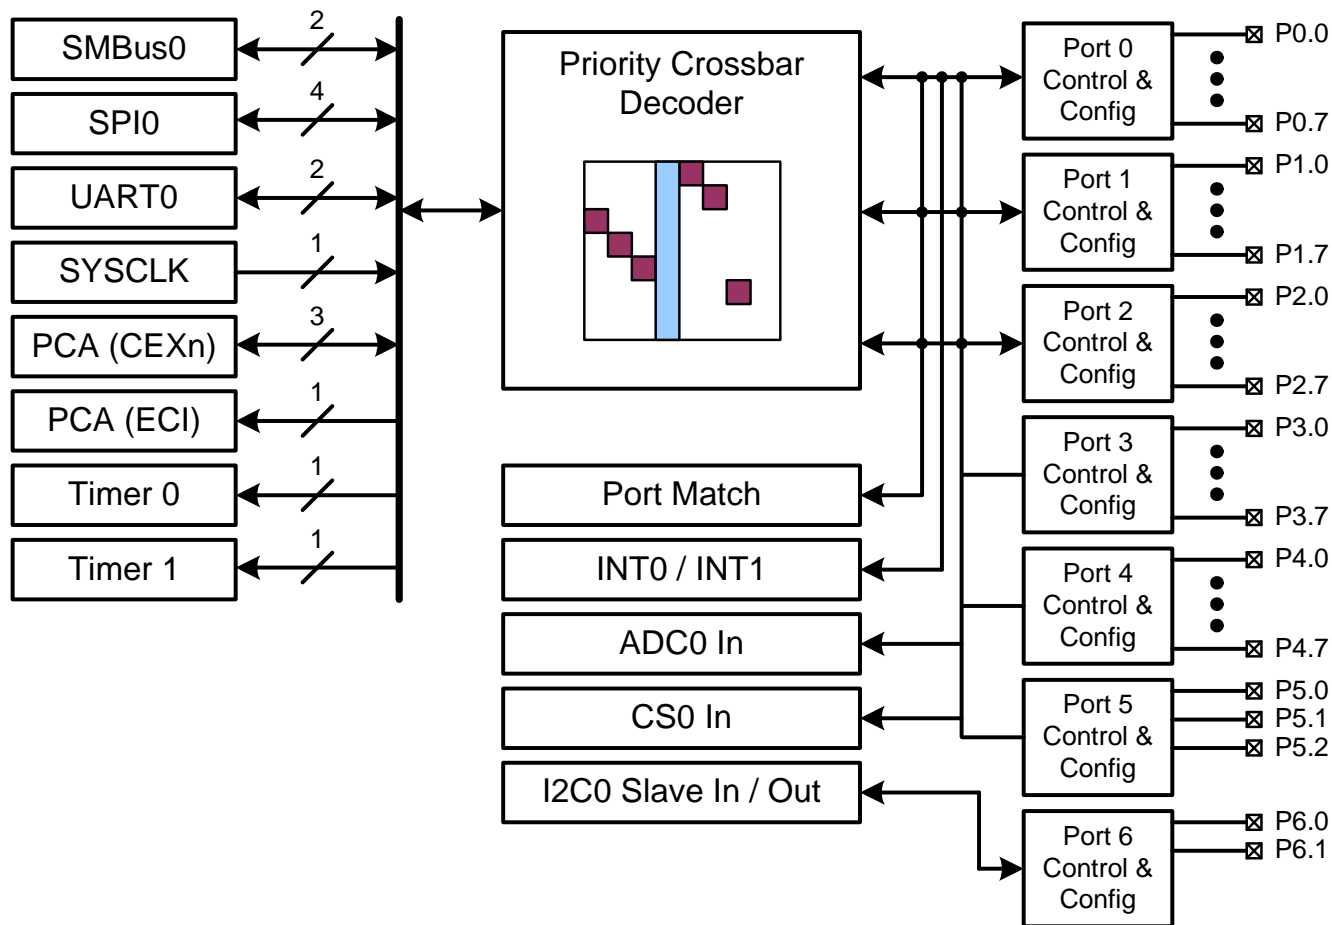 SMBus0
2
SPI0
4
UART0
2
SYSCLK
1
PCA (CEXn)
3
PCA (ECI)
1
Timer 0
1
Timer 1
1
Priority Crossbar
Decoder
Port Match
INT0 / INT1
ADC0 In
CS0 In
I2C0 Slave In / Out
Port 0
Control &
Config
P0.0
P0.7
Port 1
Control &
Config
P1.0
P1.7
Port 2
Control &
Config
P2.0
P2.7
Port 3
Control &
Config
P3.0
P3.7
Port 4
Control &
Config
P4.0
P4.7
Port 5
Control &
Config
P5.0
P5.1
P5.2
Port 6
Control &
Config
P6.0
P6.1